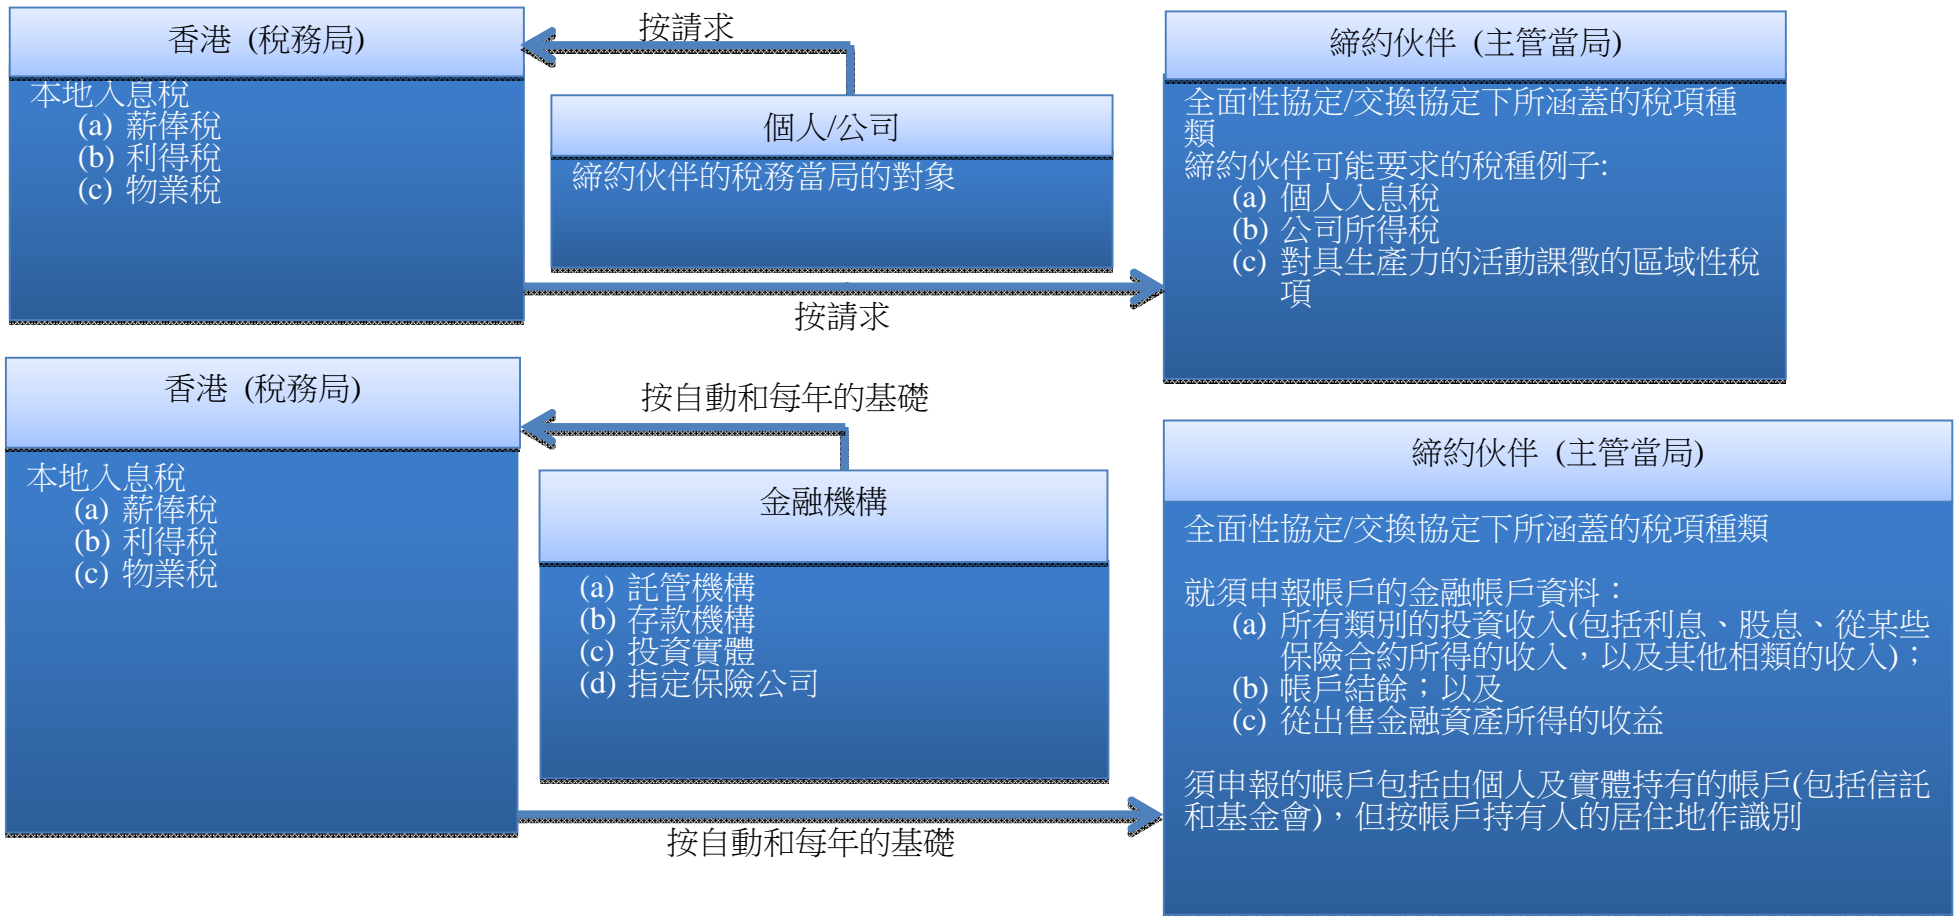 香港 (稅務局)
本地入息稅
(a) 薪俸稅
(b) 利得稅
(c) 物業稅
按請求
個人/公司
締約伙伴的稅務當局的對象
按請求
締約伙伴 (主管當局)
全面性協定/交換協定下所涵蓋的稅項種
類
締約伙伴可能要求的稅種例子:
(a) 個人入息稅
(b) 公司所得稅
(c) 對具生產力的活動課徵的區域性稅
項
香港 (稅務局)
本地入息稅
(a) 薪俸稅
(b) 利得稅
(c) 物業稅
按自動和每年的基礎
金融機構
(a) 託管機構
(b) 存款機構
(c) 投資實體
(d) 指定保險公司
按自動和每年的基礎
締約伙伴 (主管當局)
全面性協定/交換協定下所涵蓋的稅項種類
就須申報帳戶的金融帳戶資料：
(a) 所有類別的投資收入(包括利息、股息、從某些
保險合約所得的收入，以及其他相類的收入)；
(b) 帳戶結餘；以及
(c) 從出售金融資產所得的收益
須申報的帳戶包括由個人及實體持有的帳戶(包括信託
和基金會)，但按帳戶持有人的居住地作識別